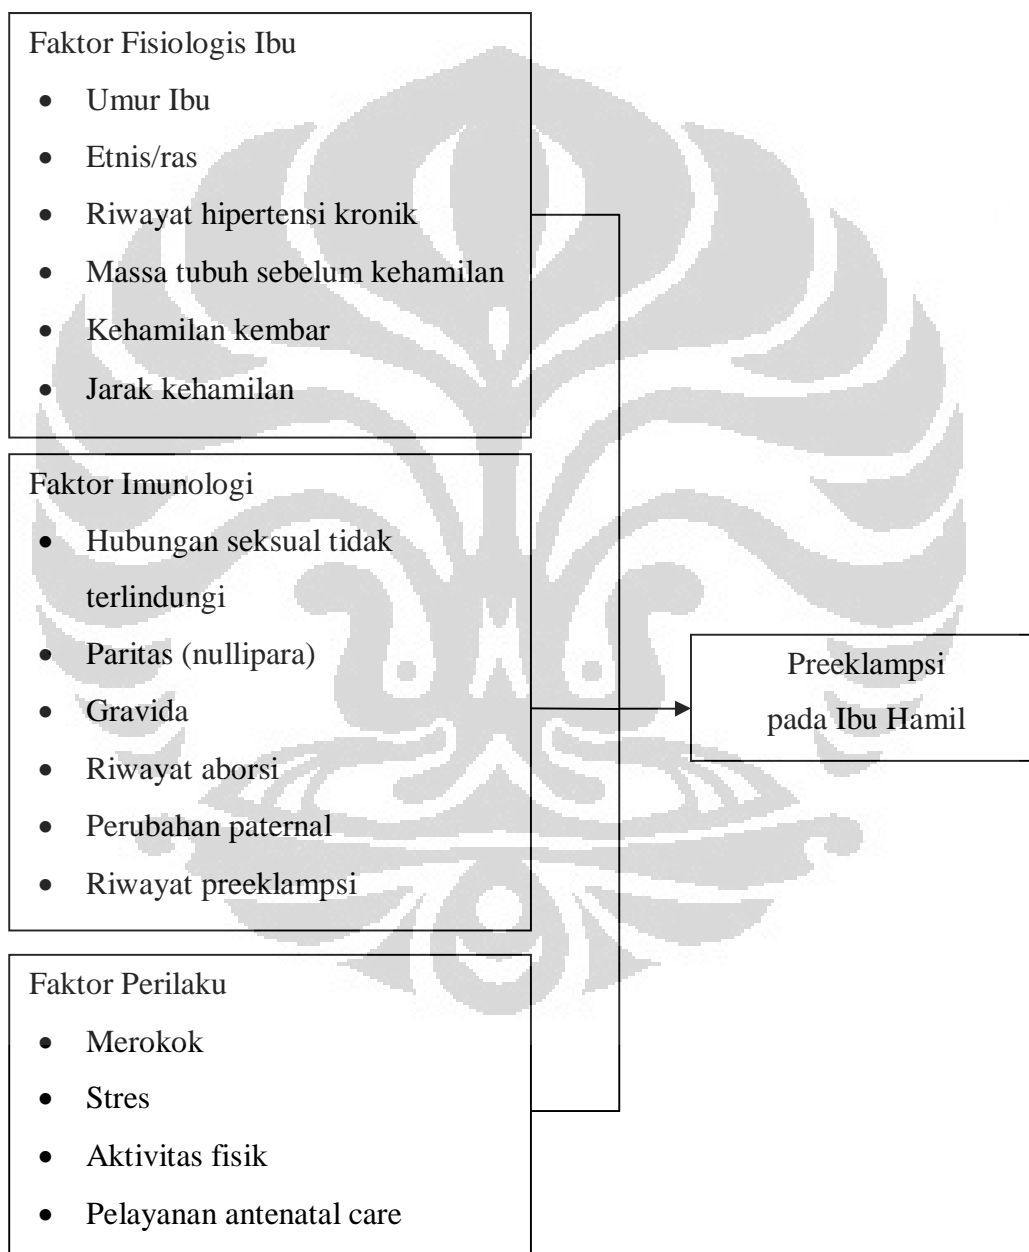 Faktor Fisiologis Ibu
• Umur Ibu
• Etnis/ras
• Riwayat hipertensi kronik
• Massa tubuh sebelum kehamilan
• Kehamilan kembar
• Jarak kehamilan
Faktor Imunologi
• Hubungan seksual tidak
terlindungi
• Paritas (nullipara)
• Gravida
• Riwayat aborsi
• Perubahan paternal
• Riwayat preeklampsi
Faktor Perilaku
• Merokok
• Stres
• Aktivitas fisik
• Pelayanan antenatal care
Preeklampsi
pada Ibu Hamil